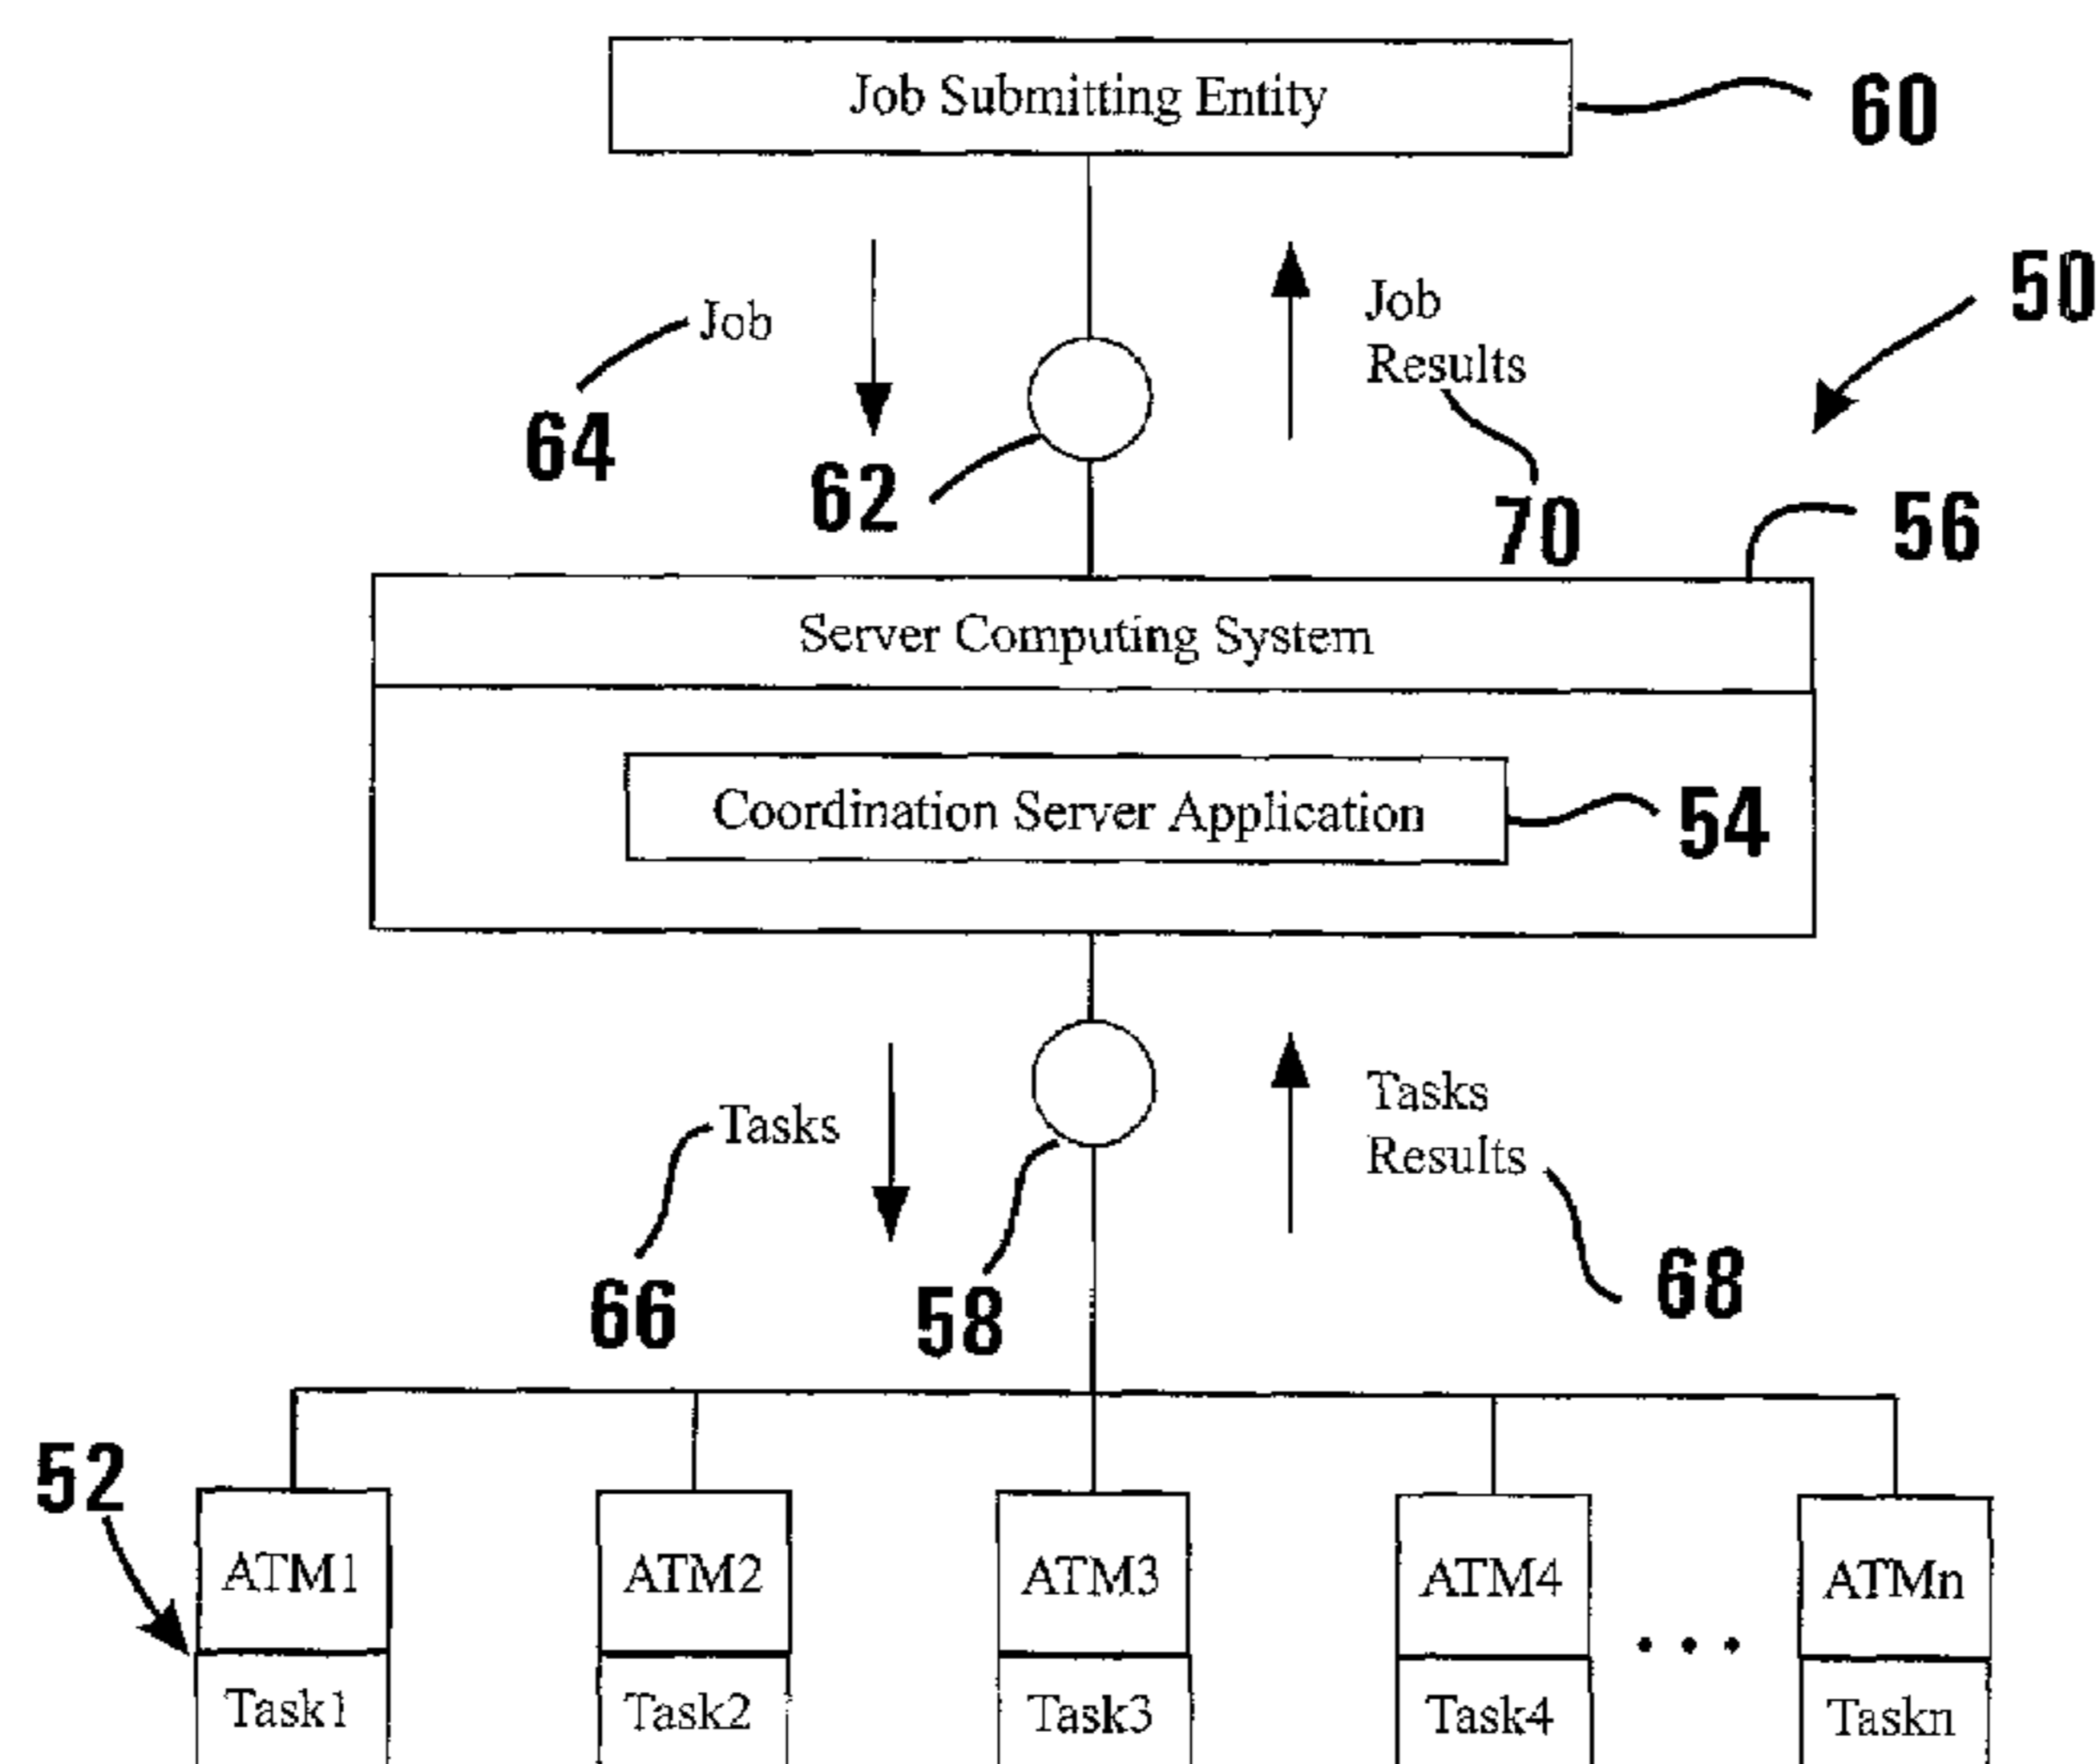 Job Submitting Entity
60
50
Job
Job
Results
64
62
70
56
Server Computing System
Coordination Server Application
54
Tasks
Tasks
Results
66
58
68
52
ATM1
ATM2
ATM3
ATM4
...
ATMn
Task1
Task2
Task3
Task4
Taskn